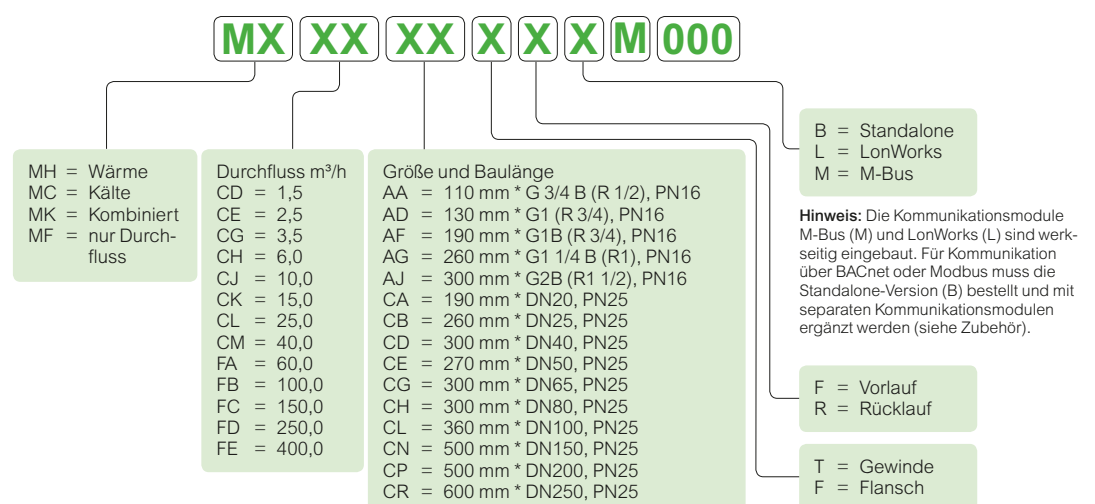 MX XX XX X X X M 000
MH = Wärme
MC = Kälte
MK = Kombiniert
MF = nur Durch-
fluss
Durchfluss m³/h
CD = 1,5
CE = 2,5
CG = 3,5
CH = 6,0
CJ = 10,0
CK = 15,0
CL = 25,0
CM = 40,0
FA = 60,0
FB = 100,0
FC = 150,0
FD = 250,0
FE = 400,0
Größe und Baulänge
AA = 110 mm * G 3/4 B (R 1/2), PN16
AD = 130 mm * G1 (R 3/4), PN16
AF = 190 mm * G1B (R 3/4), PN16
AG = 260 mm * G1 1/4 B (R1), PN16
AJ = 300 mm * G2B (R1 1/2), PN16
CA = 190 mm * DN20, PN25
CB = 260 mm * DN25, PN25
CD = 300 mm * DN40, PN25
CE = 270 mm * DN50, PN25
CG = 300 mm * DN65, PN25
CH = 300 mm * DN80, PN25
CL = 360 mm * DN100, PN25
CN = 500 mm * DN150, PN25
CP = 500 mm * DN200, PN25
CR = 600 mm * DN250, PN25
B = Standalone
L = LonWorks
M = M-Bus
Hinweis: Die Kommunikationsmodule
M-Bus (M) und LonWorks (L) sind werk-
seitig eingebaut. Für Kommunikation
über BACnet oder Modbus muss die
Standalone-Version (B) bestellt und mit
separaten Kommunikationsmodulen
ergänzt werden (siehe Zubehör).
F = Vorlauf
R = Rücklauf
T = Gewinde
F = Flansch